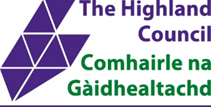 The Highland
Council
Comhairle na
Gàidhealtachd